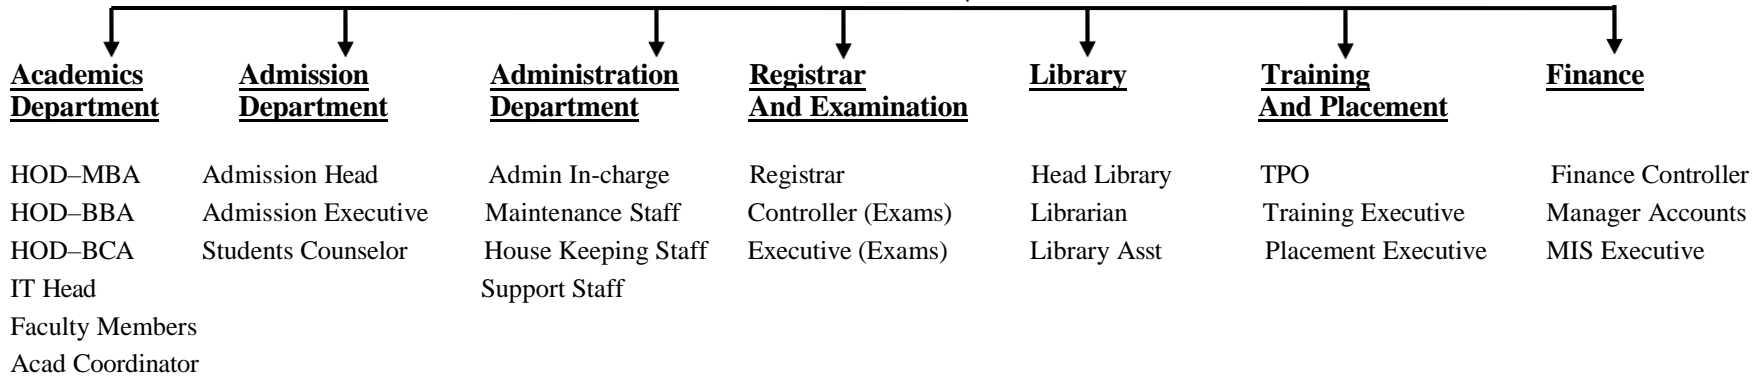 Academics
Department
HOD–MBA
HOD–BBA
HOD–BCA
IT Head
Faculty Members
Acad Coordinator
Admission
Department
Admission Head
Admission Executive
Students Counselor
Administration
Department
Admin In-charge
Maintenance Staff
House Keeping Staff
Support Staff
Registrar
And Examination
Registrar
Controller (Exams)
Executive (Exams)
Library
Head Library
Librarian
Library Asst
Training
And Placement
TPO
Training Executive
Placement Executive
Finance
Finance Controller
Manager Accounts
MIS Executive